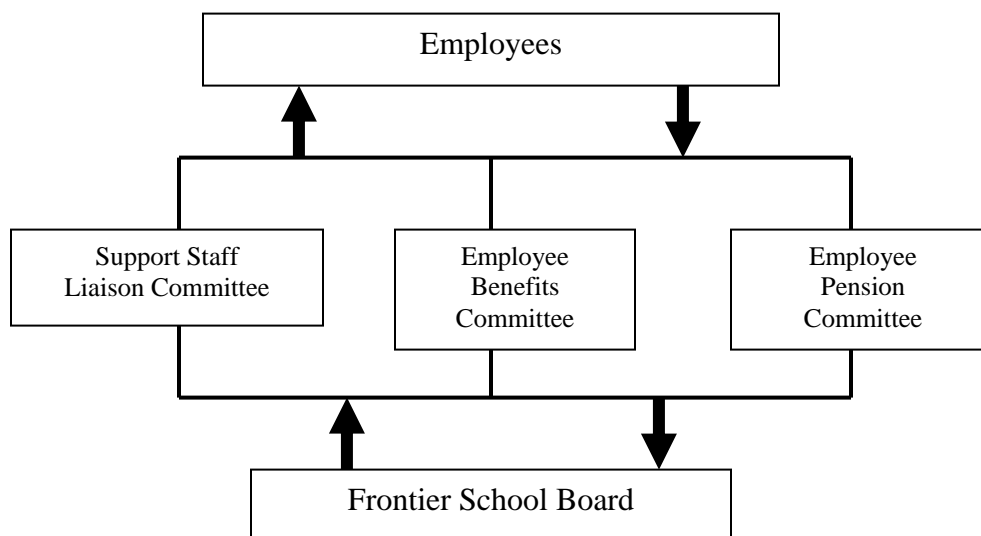 Employees
Support Staff
Liaison Committee
Employee
Benefits
Committee
Employee
Pension
Committee
Frontier School Board